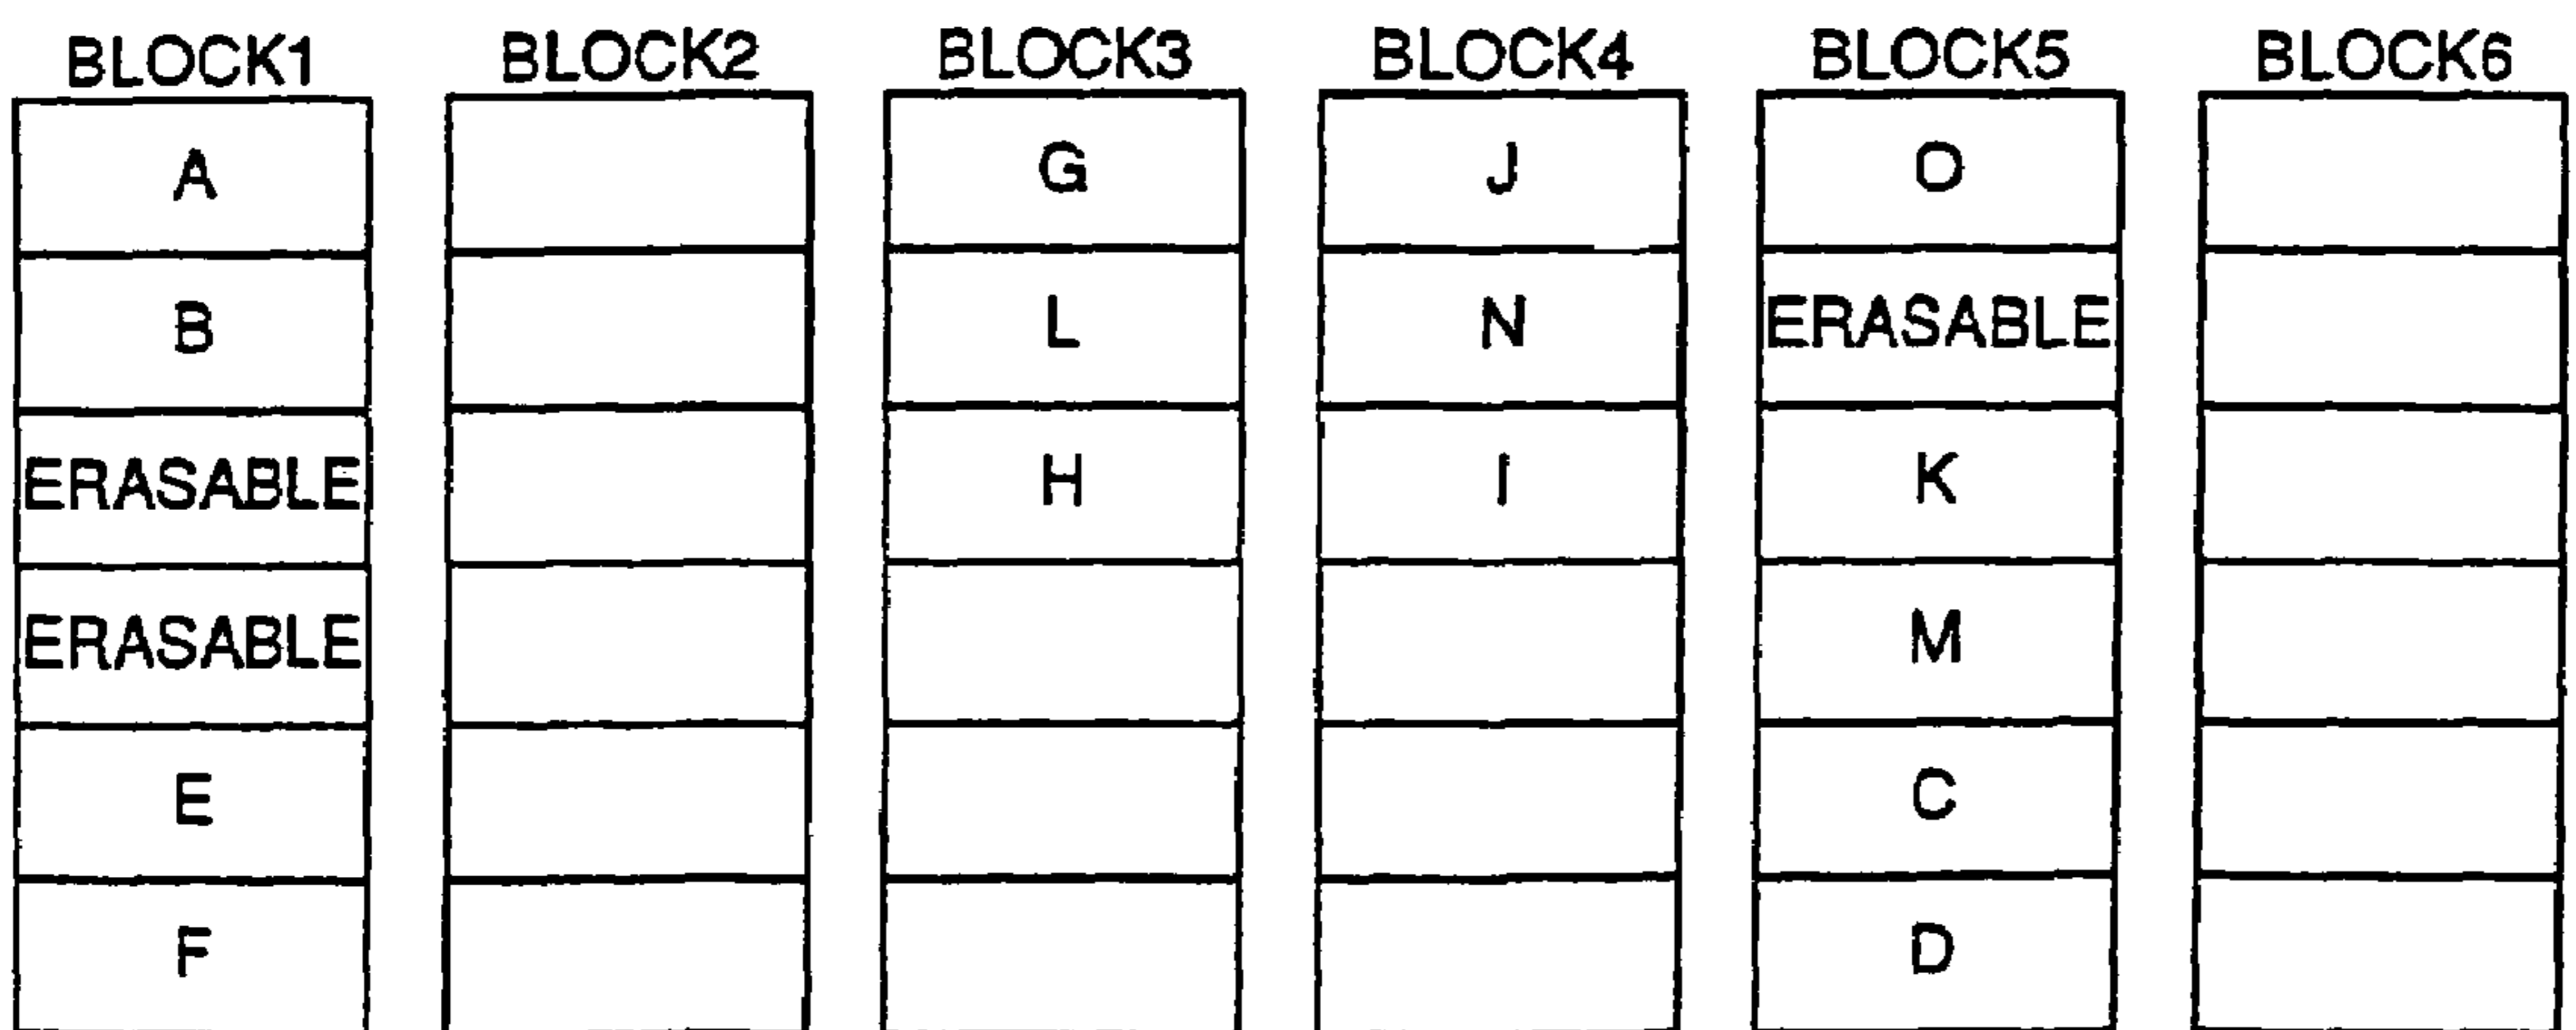 BLOCK1 BLOCK2 BLOCK3 BLOCK4 BLOCK5 BLOCK6
A G J O
B L N ERASABLE
ERASABLE H I K
ERASABLE M
E C
F D